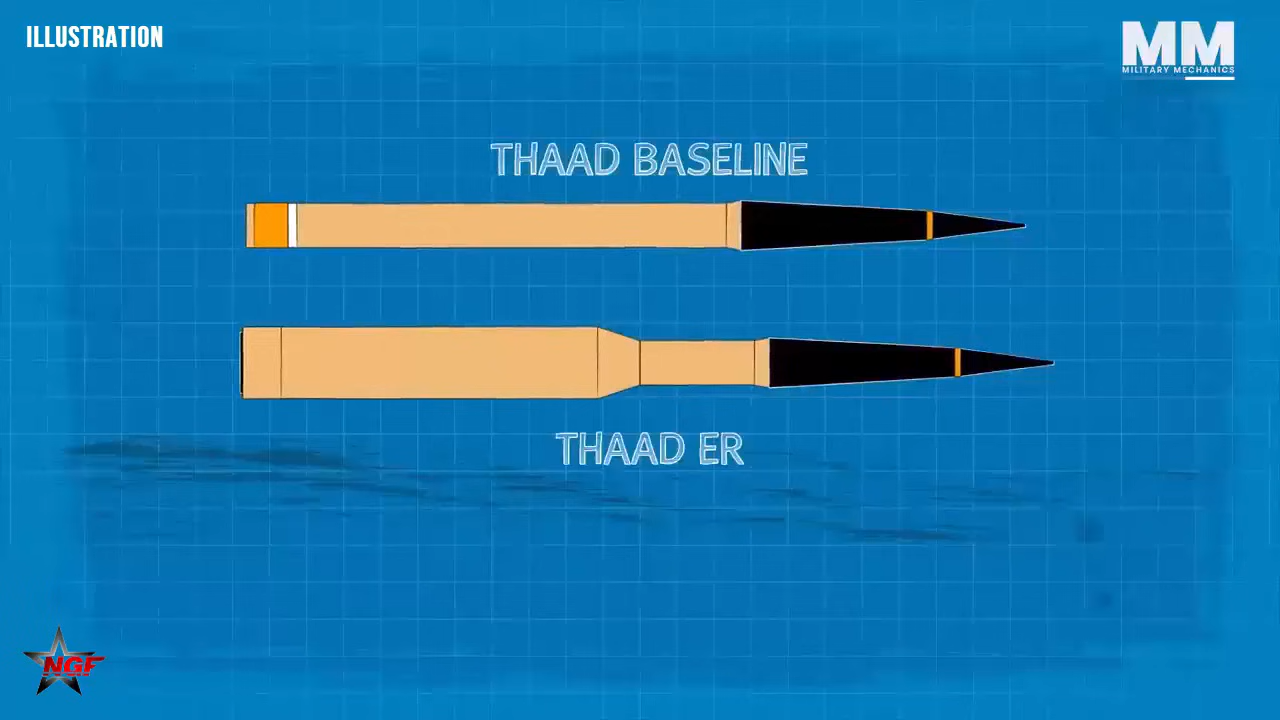 ILLUSTRATION
MM
MILITARY MECHANICS
THAAD BASELINE
THAAD ER
NGF